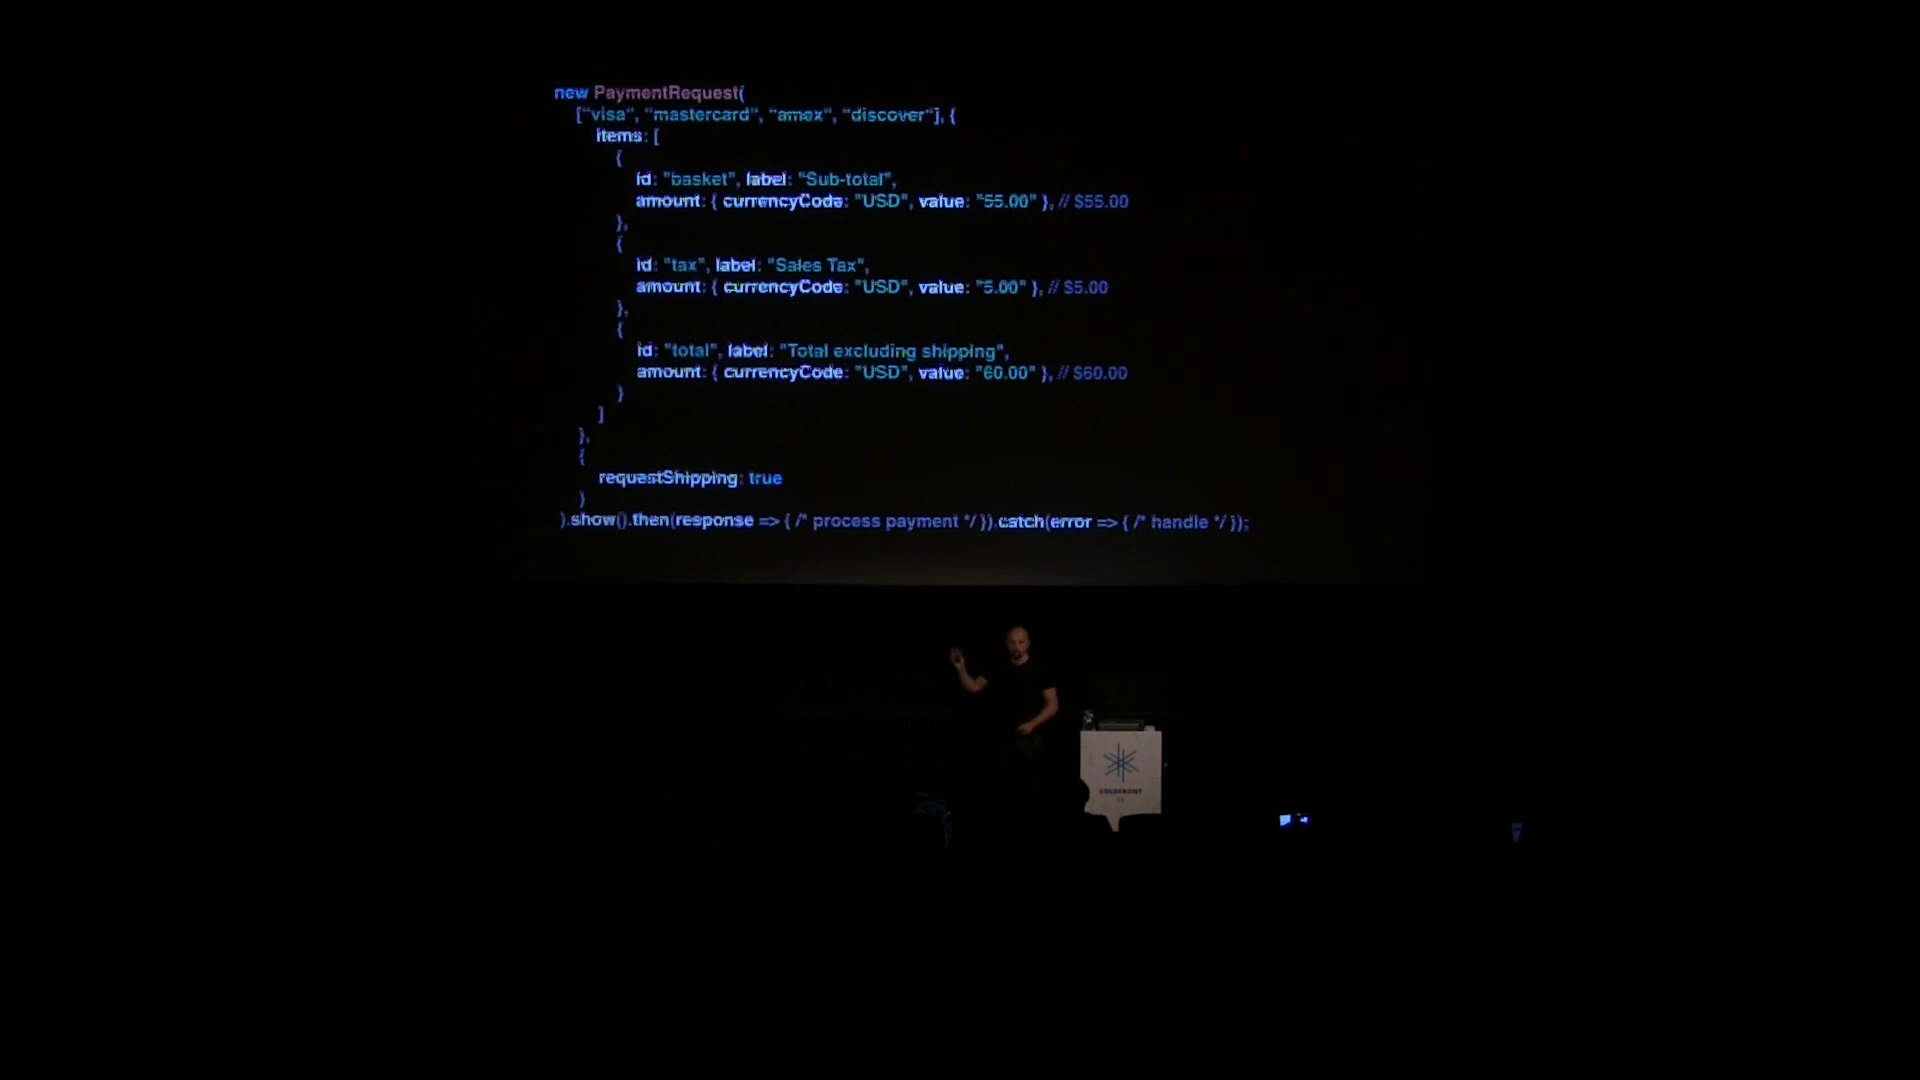 new PaymentRequest(
["visa", "mastercard", "amex", "discover"], {
items: [
{
id: "basket", label: "Sub-total",
amount: { currencyCode: "USD", value: "55.00" }, // $55.00
},
{
id: "tax", label: "Sales Tax",
amount: { currencyCode: "USD", value: "5.00" }, // $5.00
},
{
id: "total", label: "Total excluding shipping",
amount: { currencyCode: "USD", value: "60.00" }, // $60.00
}
]
},
{
requestShipping: true
}
).show().then(response => { /* process payment */ }).catch(error => { /* handle */ });
COLDFRONT